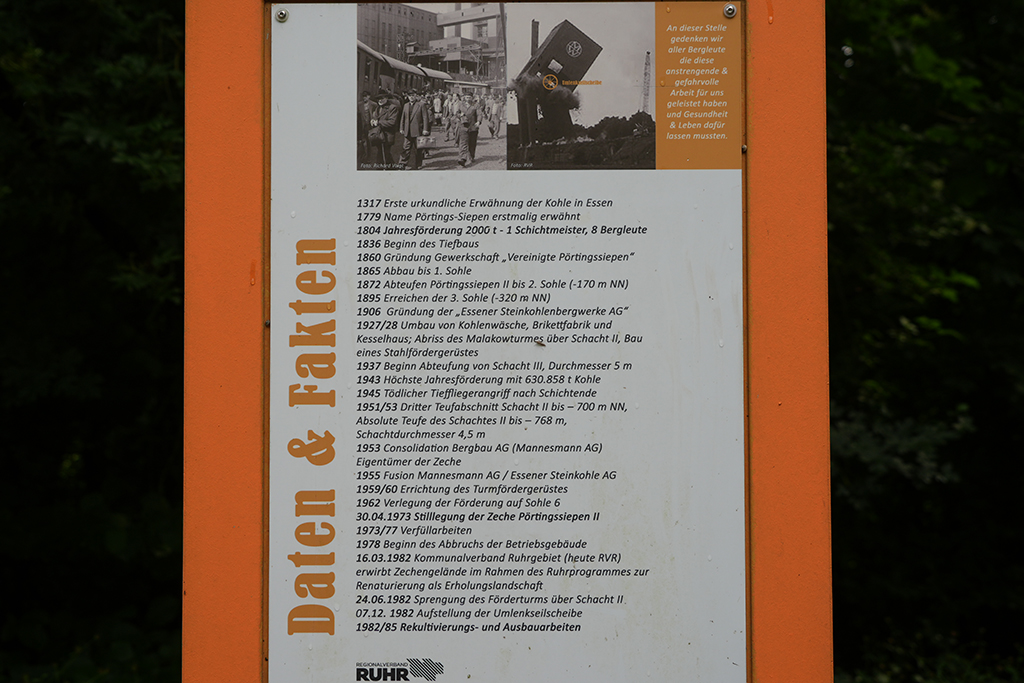 An dieser Stelle
gedenken wir
aller Bergleute
die diese
anstrengende &
gefahrvolle
Arbeit für uns
geleistet haben
und Gesundheit
& Leben dafür
lassen mussten.
Umlenkseilscheibe
Foto: Richard
Foto: RVR
Daten & Fakten
1317 Erste urkundliche Erwähnung der Kohle in Essen
1779 Name Pörtings-Siepen erstmalig erwähnt
1804 Jahresförderung 2000 t - 1 Schichtmeister, 8 Bergleute
1836 Beginn des Tiefbaus
1860 Gründung Gewerkschaft „Vereinigte Pörtingssiepen"
1865 Abbau bis 1. Sohle
1872 Abteufen Pörtingssiepen II bis 2. Sohle (-170 m NN)
1895 Erreichen der 3. Sohle (-320 m NN)
1906 Gründung der „Essener Steinkohlenbergwerke AG"
1927/28 Umbau von Kohlenwäsche, Brikettfabrik und
Kesselhaus; Abriss des Malakowturmes über Schacht II, Bau
eines Stahlfördergerüstes
1937 Beginn Abteufung von Schacht III, Durchmesser 5 m
1943 Höchste Jahresförderung mit 630.858 t Kohle
1945 Tödlicher Tieffliegerangriff nach Schichtende
1951/53 Dritter Teufabschnitt Schacht II bis – 700 m NN,
Absolute Teufe des Schachtes II bis – 768 m,
Schachtdurchmesser 4,5 m
1953 Consolidation Bergbau AG (Mannesmann AG)
Eigentümer der Zeche
1955 Fusion Mannesmann AG / Essener Steinkohle AG
1959/60 Errichtung des Turmfördergerüstes
1962 Verlegung der Förderung auf Sohle 6
30.04.1973 Stilllegung der Zeche Pörtingssiepen II
1973/77 Verfüllarbeiten
1978 Beginn des Abbruchs der Betriebsgebäude
16.03.1982 Kommunalverband Ruhrgebiet (heute RVR)
erwirbt Zechengelände im Rahmen des Ruhrprogrammes zur
Renaturierung als Erholungslandschaft
24.06.1982 Sprengung des Förderturms über Schacht II
07.12. 1982 Aufstellung der Umlenkseilscheibe
1982/85 Rekultivierungs- und Ausbauarbeiten
REGIONALVERBAND
RUHR